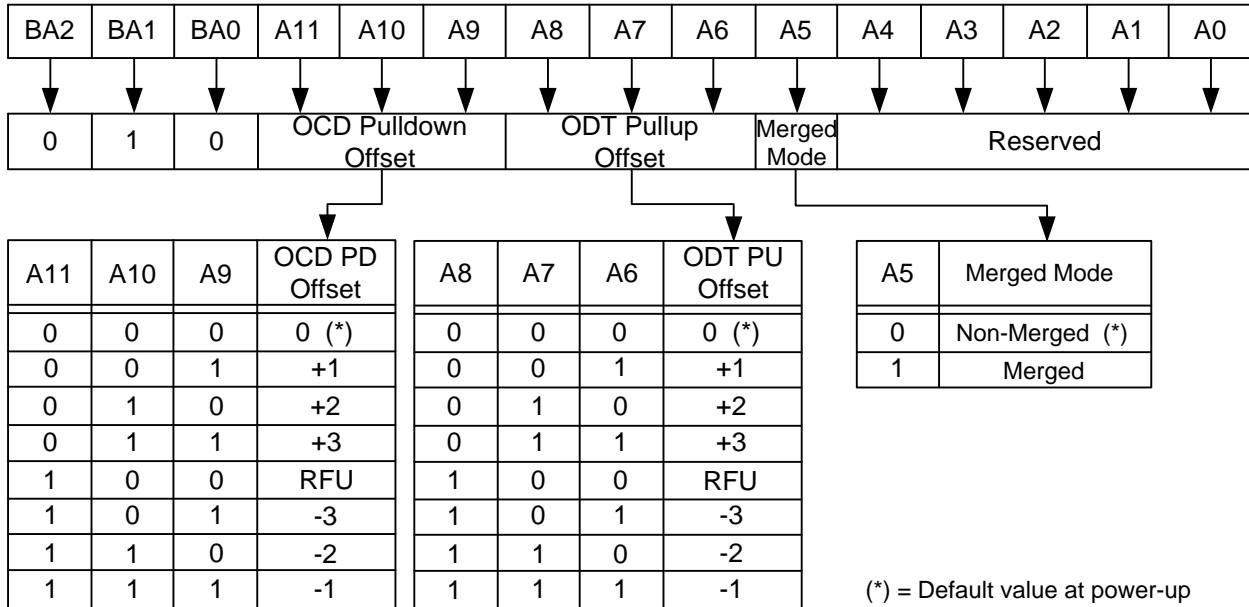 BA2 BA1 BA0 A11 A10 A9 A8 A7 A6 A5 A4 A3 A2 A1 A0
0 1 0 OCD Pulldown Offset ODT Pullup Offset Merged Mode Reserved
A11 A10 A9 OCD PD Offset
0 0 0 0 (*)
0 0 1 +1
0 1 0 +2
0 1 1 +3
1 0 0 RFU
1 0 1 -3
1 1 0 -2
1 1 1 -1
A8 A7 A6 ODT PU Offset
0 0 0 0 (*)
0 0 1 +1
0 1 0 +2
0 1 1 +3
1 0 0 RFU
1 0 1 -3
1 1 0 -2
1 1 1 -1
A5 Merged Mode
0 Non-Merged (*)
1 Merged
(*) = Default value at power-up